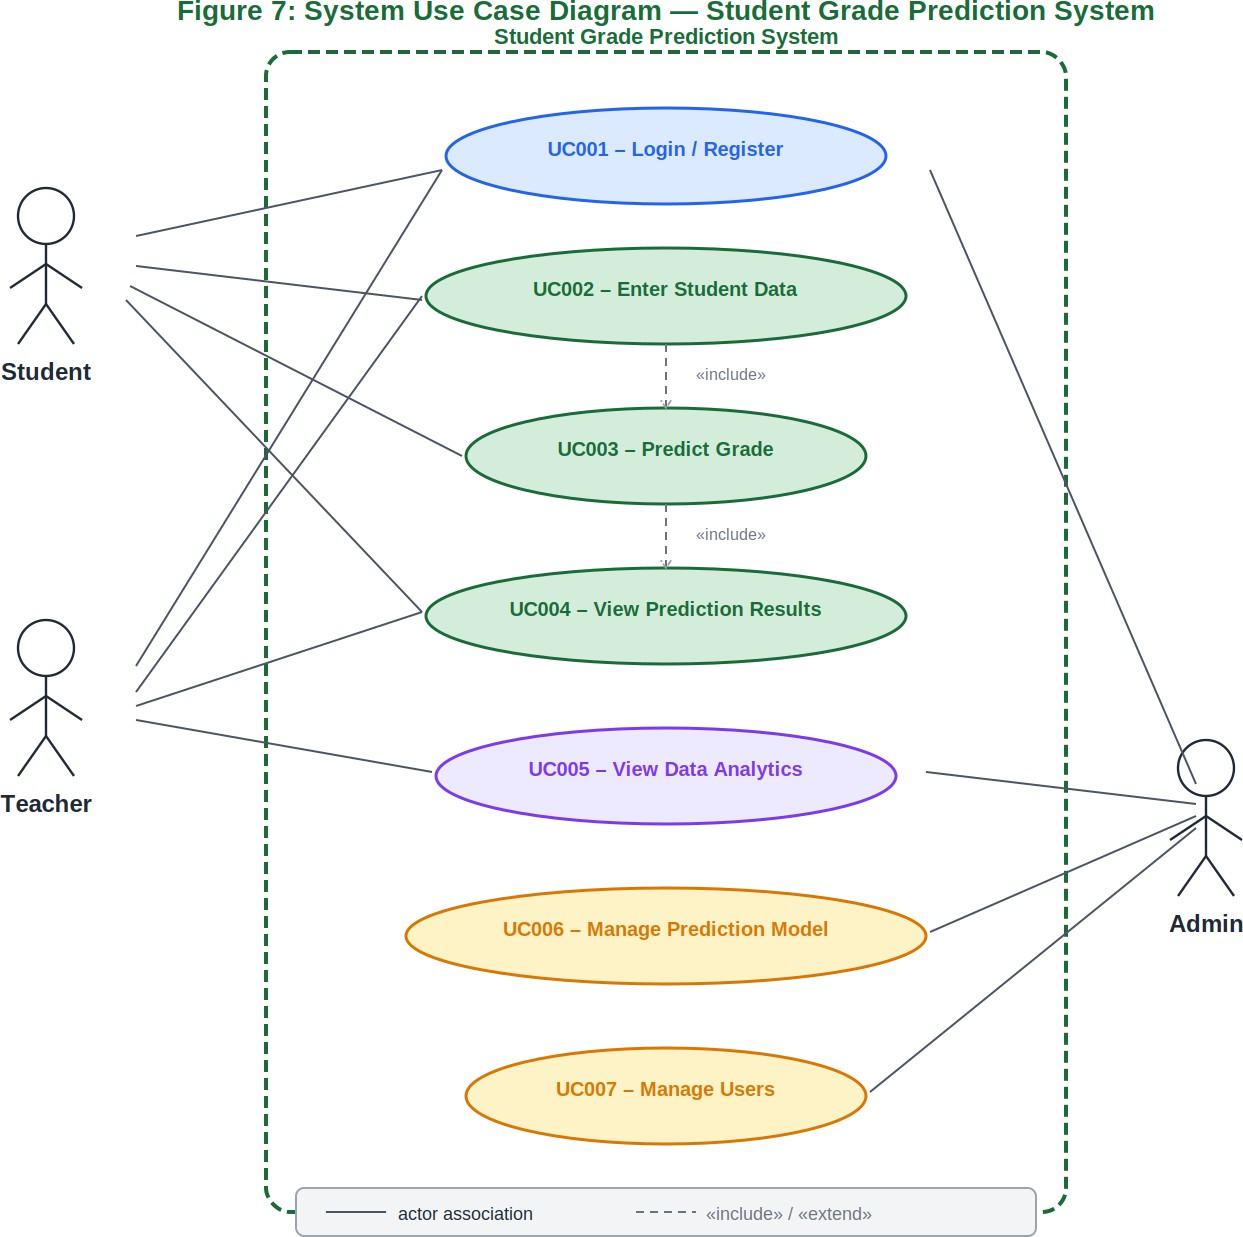 Figure 7: System Use Case Diagram — Student Grade Prediction System
Student Grade Prediction System
UC001 – Login / Register
UC002 – Enter Student Data
«include»
Student
UC003 – Predict Grade
«include»
UC004 – View Prediction Results
UC005 – View Data Analytics
Teacher
UC006 – Manage Prediction Model
Admin
UC007 – Manage Users
actor association
«include» / «extend»